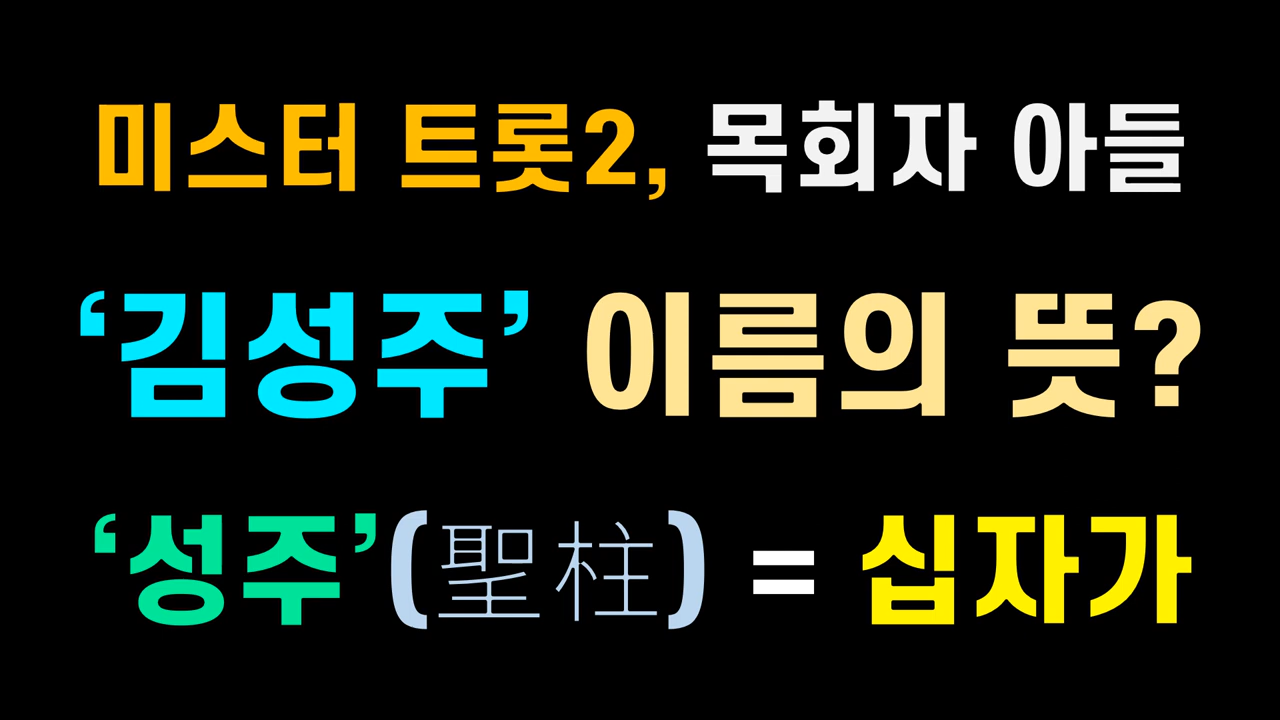 미스터 트롯2, 목회자 아들
‘김성주’ 이름의 뜻?
‘성주’(聖柱) = 십자가